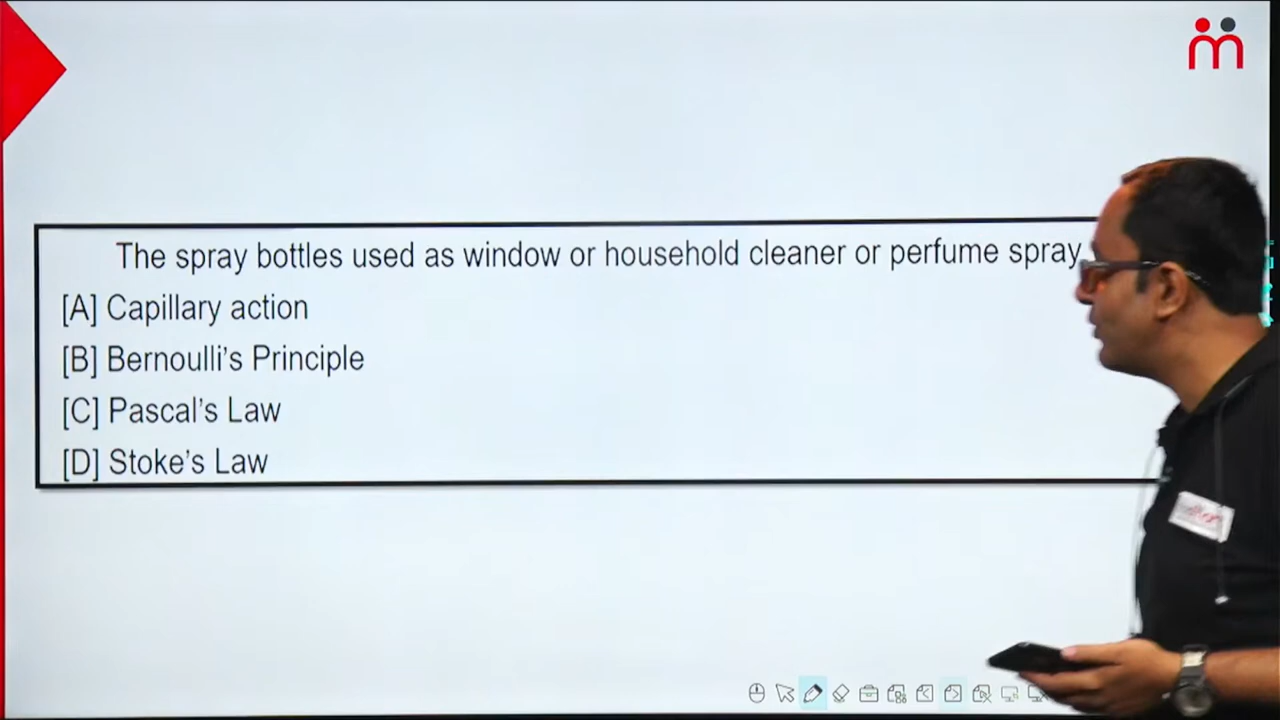 The spray bottles used as window or household cleaner or perfume spray
[A] Capillary action
[B] Bernoulli's Principle
[C] Pascal's Law
[D] Stoke's Law